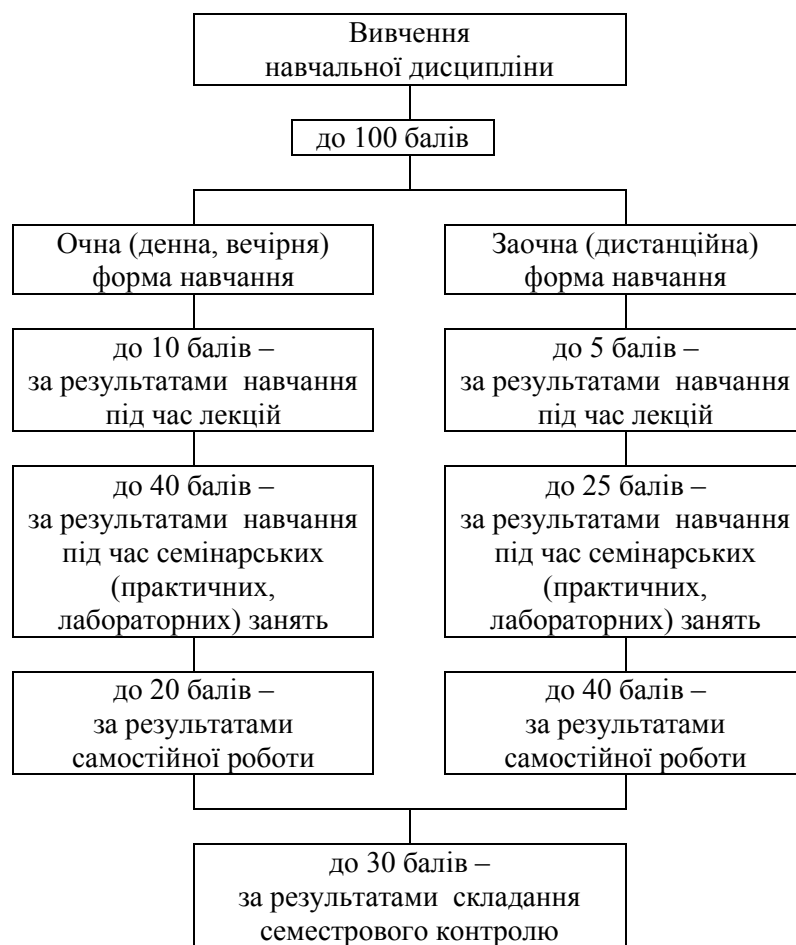 Вивчення
навчальної дисципліни
до 100 балів
Очна (денна, вечірня)
форма навчання
Заочна (дистанційна)
форма навчання
до 10 балів –
за результатами навчання
під час лекцій
до 5 балів –
за результатами навчання
під час лекцій
до 40 балів –
за результатами навчання
під час семінарських
(практичних,
лабораторних) занять
до 25 балів –
за результатами навчання
під час семінарських
(практичних,
лабораторних) занять
до 20 балів –
за результатами
самостійної роботи
до 40 балів –
за результатами
самостійної роботи
до 30 балів –
за результатами складання
семестрового контролю